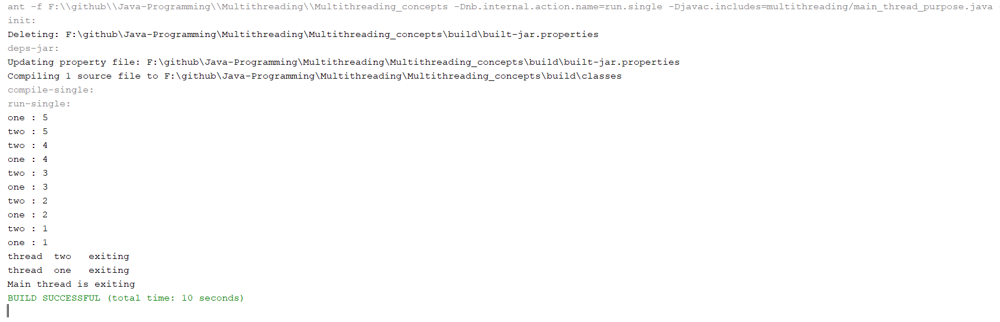 ant -f F:\\github\\Java-Programming\\Multithreading\\Multithreading_concepts -Dnb.internal.action.name=run.single -Djavac.includes=multithreading/main_thread_purpose.java
init:
Deleting: F:\github\Java-Programming\Multithreading\Multithreading_concepts\build\built-jar.properties
deps-jar:
Updating property file: F:\github\Java-Programming\Multithreading\Multithreading_concepts\build\built-jar.properties
Compiling 1 source file to F:\github\Java-Programming\Multithreading\Multithreading_concepts\build\classes
compile-single:
run-single:
one : 5
two : 5
two : 4
one : 4
two : 3
one : 3
two : 2
one : 2
two : 1
one : 1
thread  two   exiting
thread  one   exiting
Main thread is exiting
BUILD SUCCESSFUL (total time: 10 seconds)